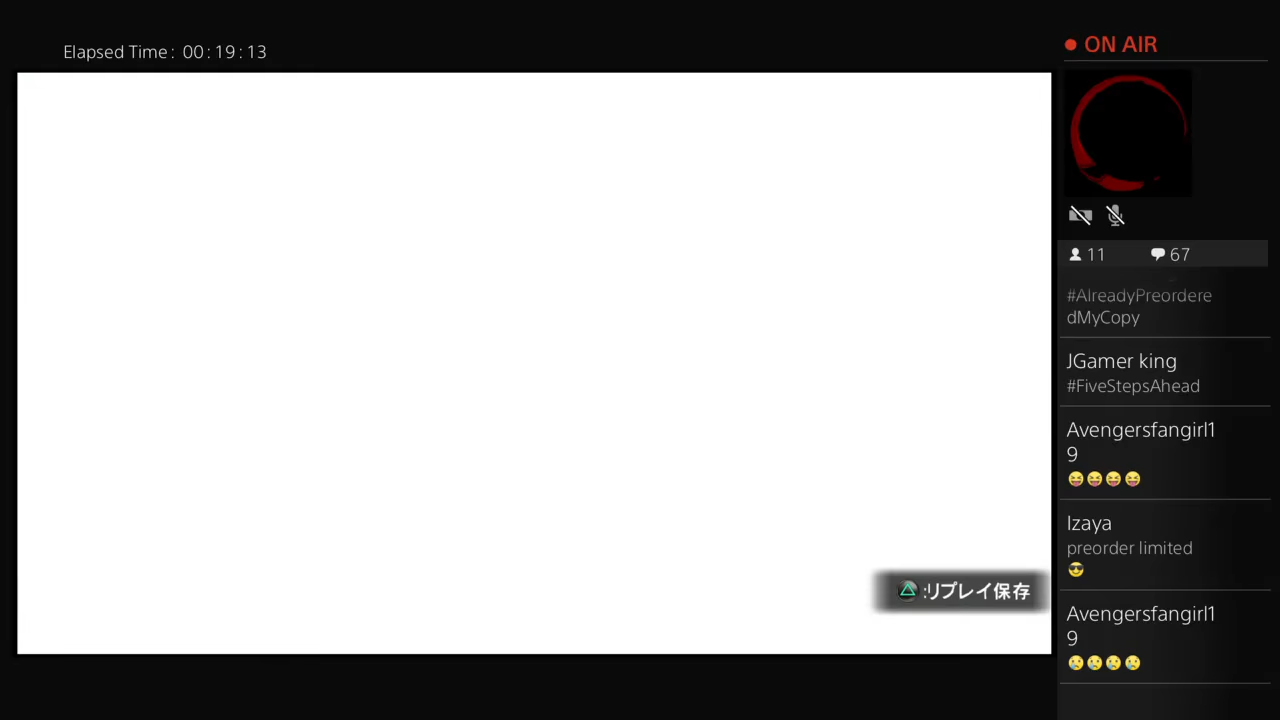 Elapsed Time: 00:19:13
ON AIR
11 67
#AlreadyPreordere
dMyCopy
JGamer king
#FiveStepsAhead
Avengersfangirl1
9
😝😝😝😝
Izaya
preorder limited
😎
Avengersfangirl1
9
😢😢😢😢
:リプレイ保存